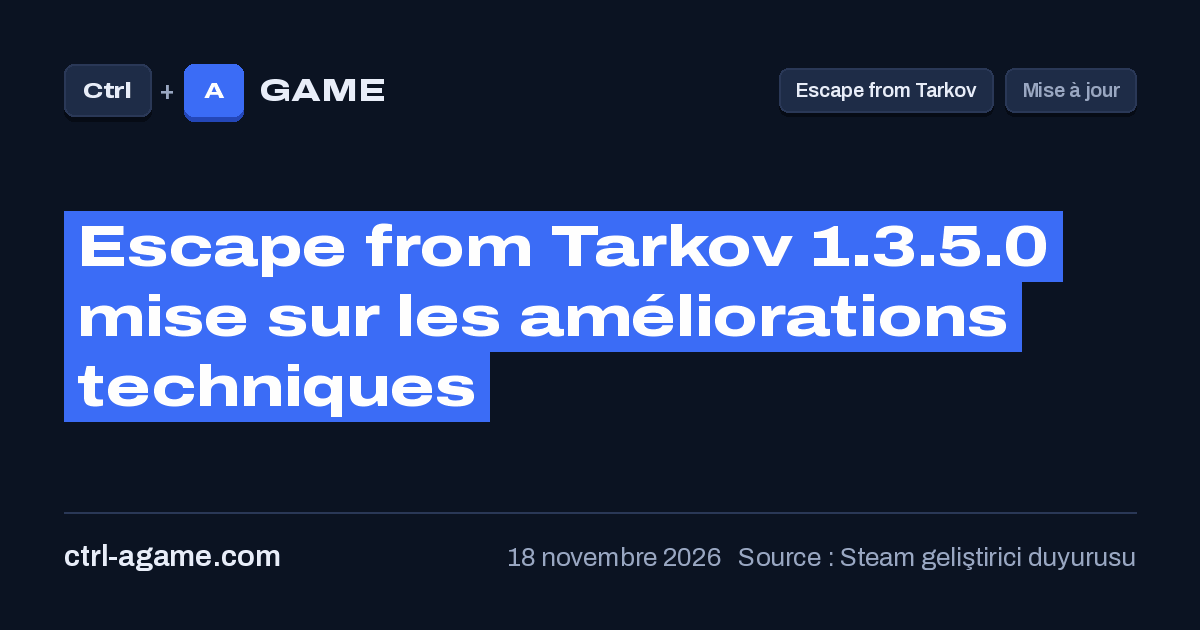 Ctrl + A GAME
Escape from Tarkov
Mise à jour
Escape from Tarkov 1.3.5.0
mise sur les améliorations
techniques
ctrl-agame.com
18 novembre 2026 Source : Steam geliştirici duyurusu